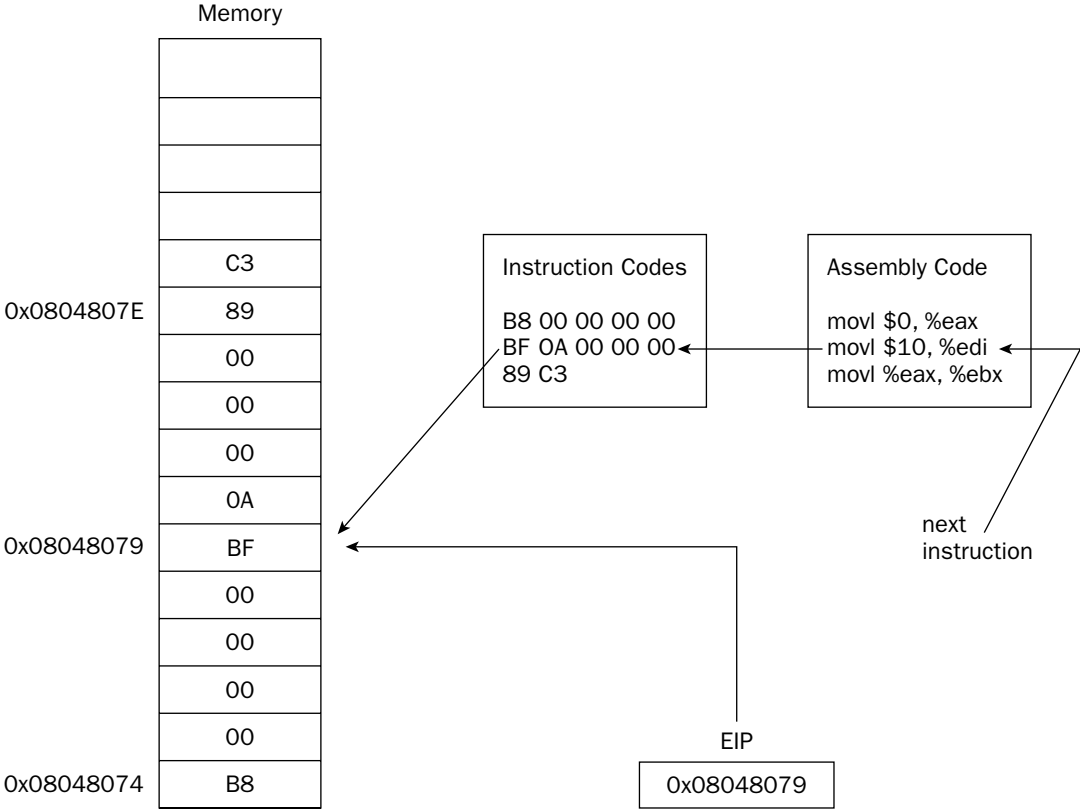 Memory
C3
0x0804807E
89
00
00
00
0A
0x08048079
BF
00
00
00
00
0x08048074
B8
Instruction Codes
B8 00 00 00 00
BF 0A 00 00 00
89 C3
Assembly Code
movl $0, %eax
movl $10, %edi
movl %eax, %ebx
next
instruction
EIP
0x08048079